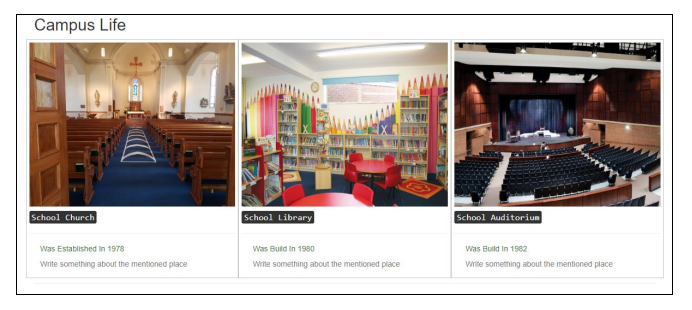 Campus Life
School Church
School Library
School Auditorium
Was Established In 1978
Was Build In 1980
Was Build In 1982
Write something about the mentioned place
Write something about the mentioned place
Write something about the mentioned place